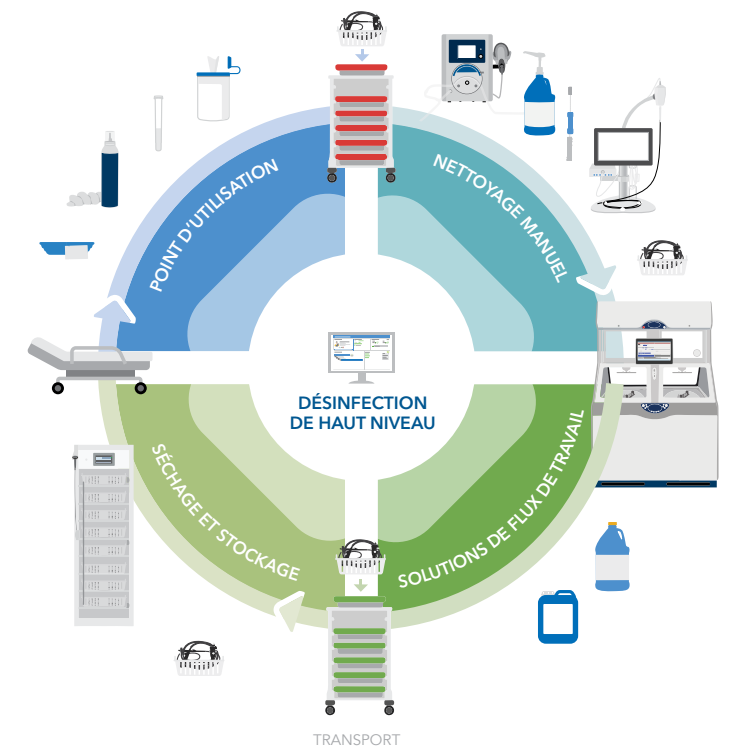 POINT D'UTILISATION
NETTOYAGE MANUEL
DÉSINFECTION
DE HAUT NIVEAU
SÉCHAGE ET STOCKAGE
SOLUTIONS DE FLUX DE TRAVAIL
TRANSPORT